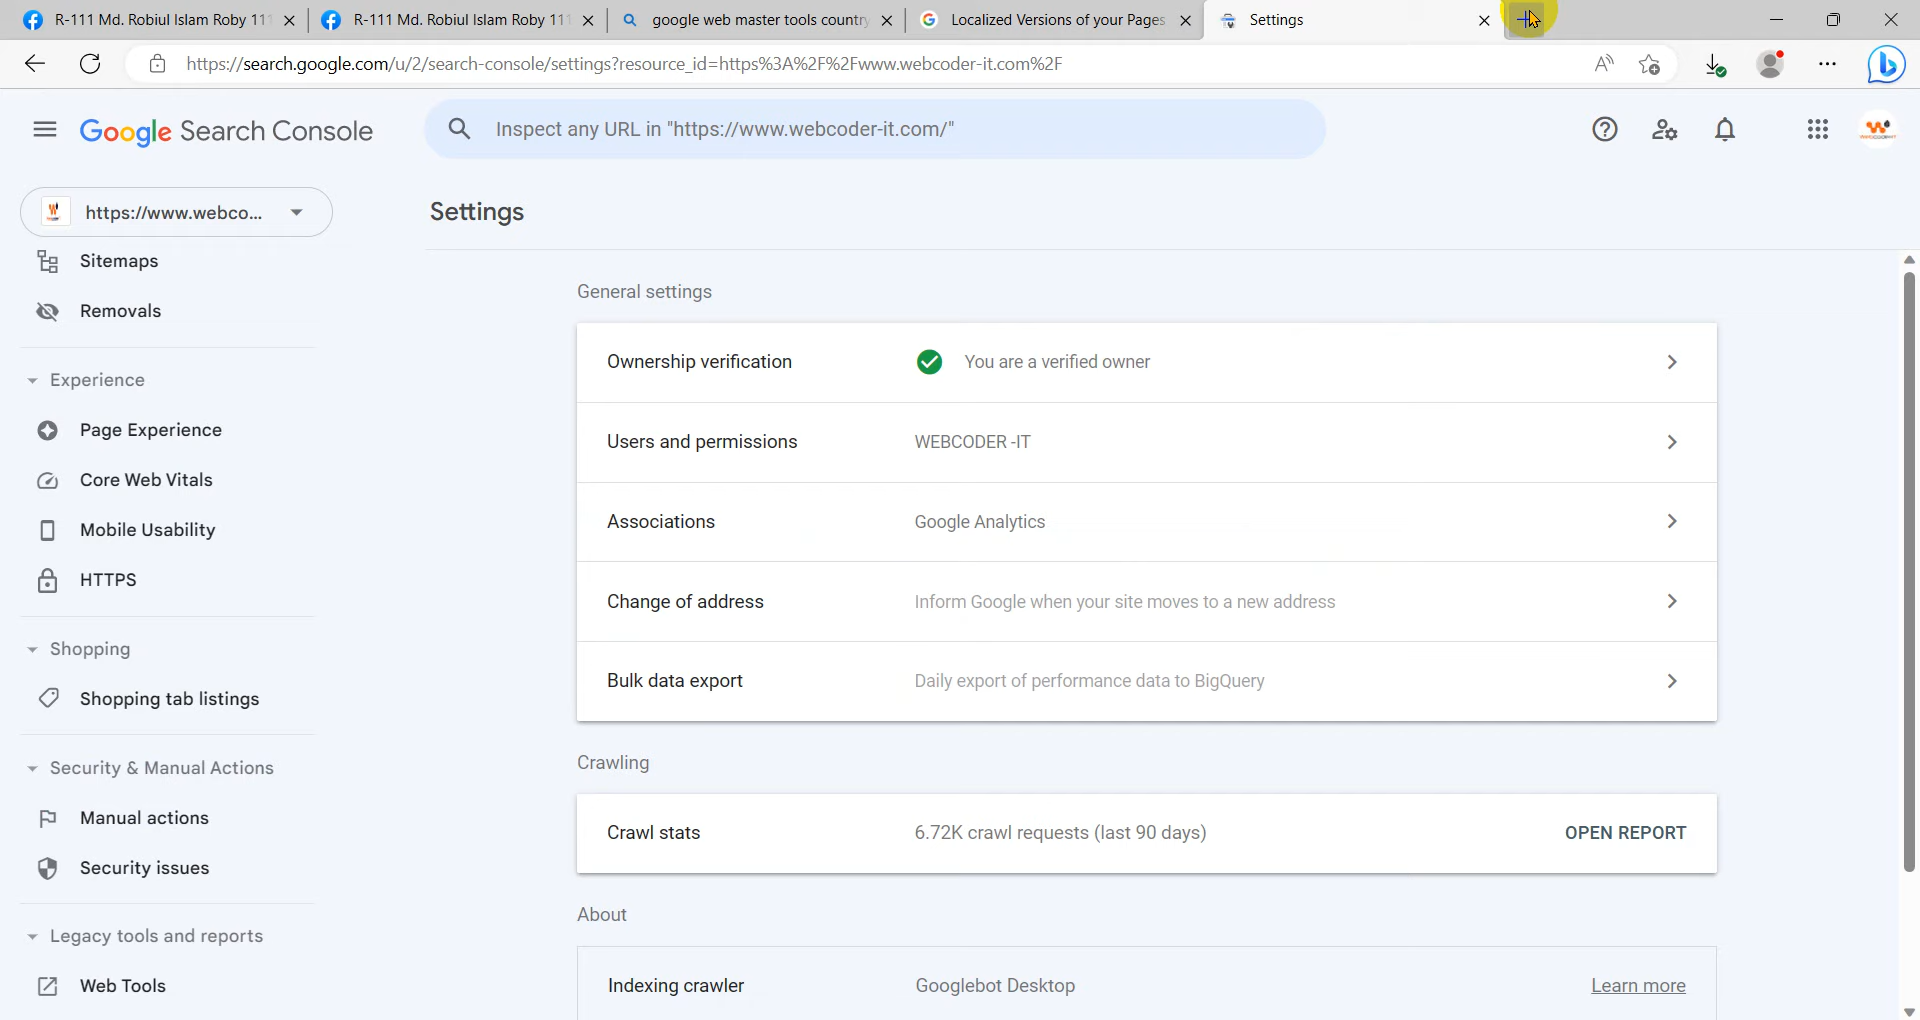 R-111 Md. Robiul Islam Roby 111
R-111 Md. Robiul Islam Roby 111
google web master tools country
Localized Versions of your Pages
Settings
https://search.google.com/u/2/search-console/settings?resource_id=https%3A%2F%2Fwww.webcoder-it.com%2F
Google Search Console
Inspect any URL in "https://www.webcoder-it.com/"
https://www.webco...
Settings
Sitemaps
Removals
Experience
Page Experience
Core Web Vitals
Mobile Usability
HTTPS
Shopping
Shopping tab listings
Security & Manual Actions
Manual actions
Security issues
Legacy tools and reports
Web Tools
General settings
Ownership verification You are a verified owner
Users and permissions WEBCODER -IT
Associations Google Analytics
Change of address Inform Google when your site moves to a new address
Bulk data export Daily export of performance data to BigQuery
Crawling
Crawl stats 6.72K crawl requests (last 90 days) OPEN REPORT
About
Indexing crawler Googlebot Desktop Learn more